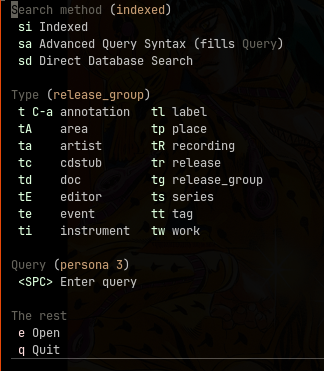 Search method (indexed)
si Indexed
sa Advanced Query Syntax (fills Query)
sd Direct Database Search
Type (release_group)
t C-a annotation tl label
tA area tp place
ta artist tR recording
tc cdstub tr release
td doc tg release_group
tE editor ts series
te event tt tag
ti instrument tw work
Query (persona 3)
<SPC> Enter query
The rest
e Open
q Quit